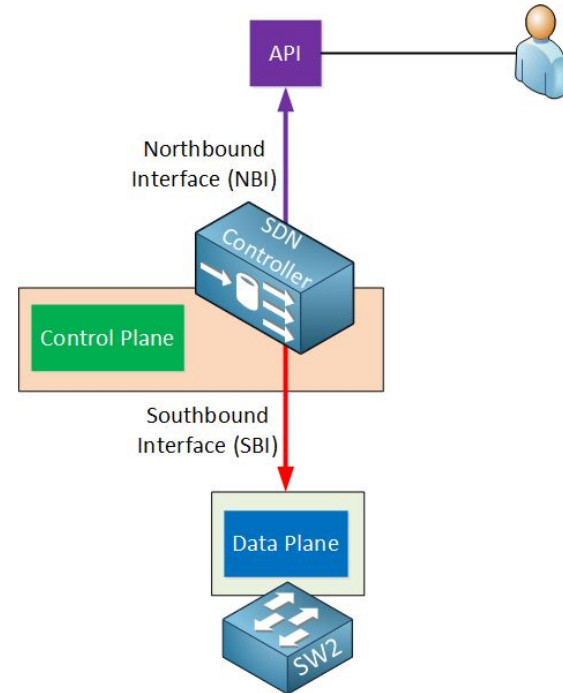 API
Northbound
Interface (NBI)
SDN
Controller
Control Plane
Southbound
Interface (SBI)
Data Plane
SW2